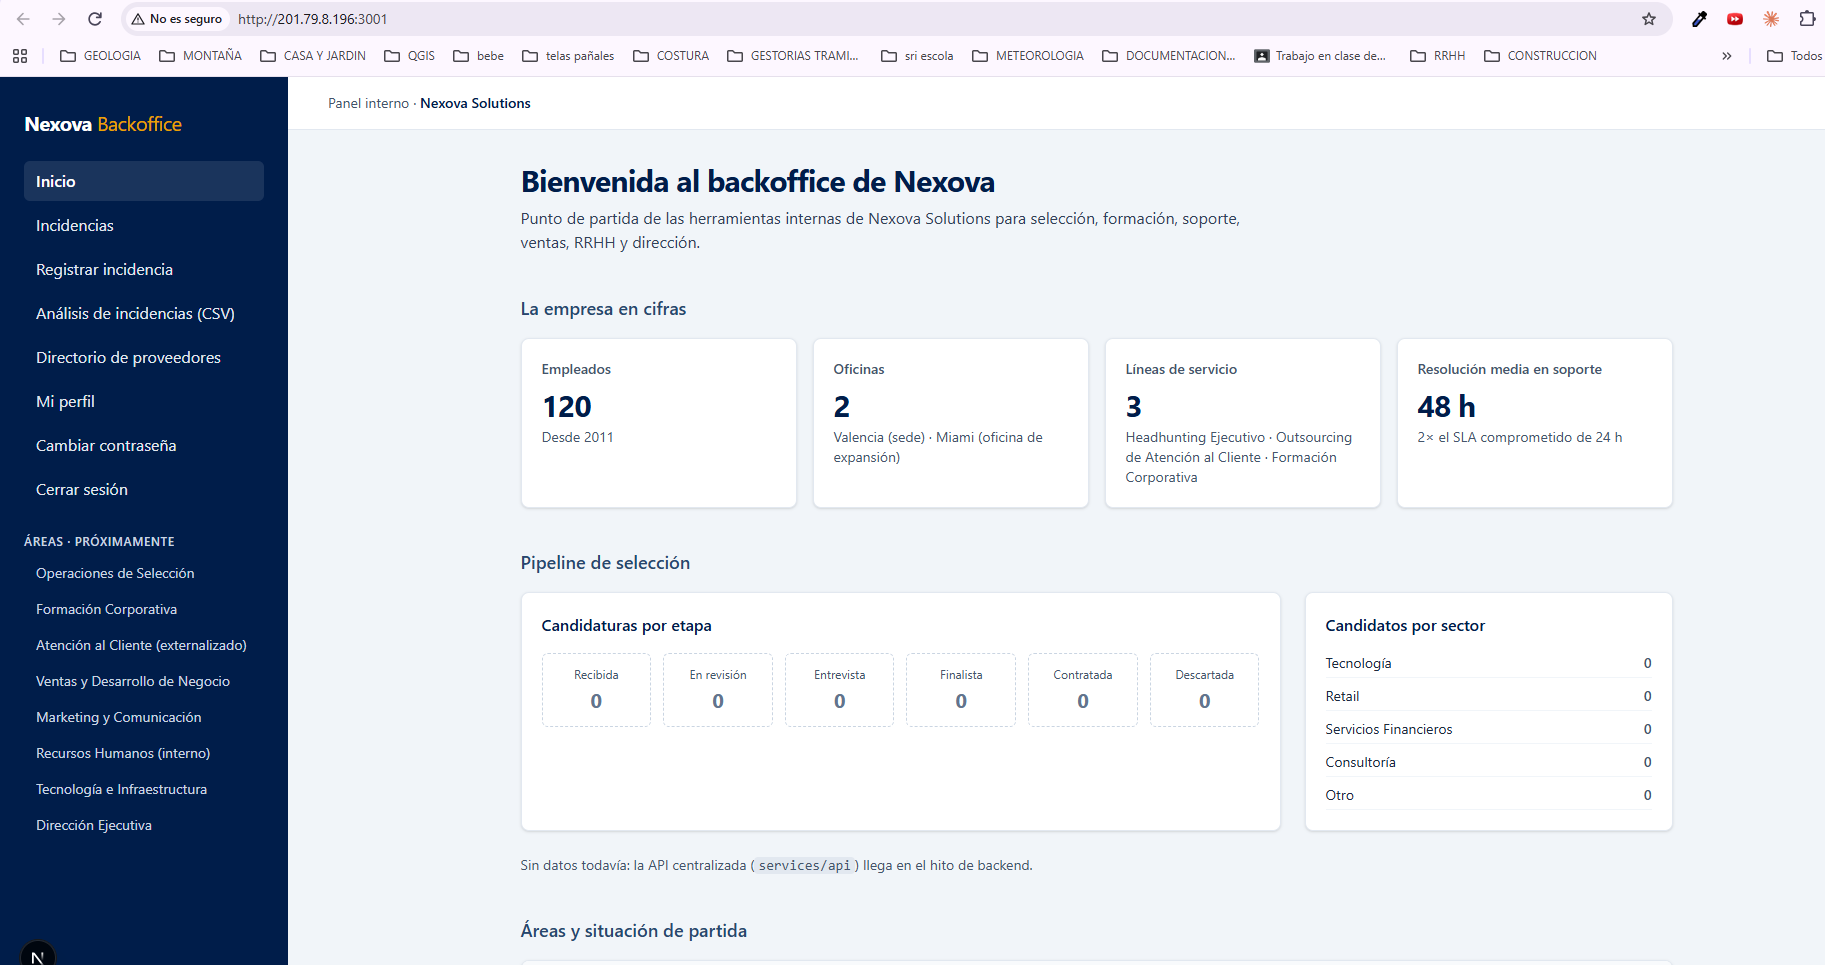 No es seguro
http://201.79.8.196:3001
GEOLOGIA
MONTAÑA
CASA Y JARDIN
QGIS
bebe
telas pañales
COSTURA
GESTORIAS TRAMI...
sri escola
METEOROLOGIA
DOCUMENTACION...
Trabajo en clase de...
RRHH
CONSTRUCCION
»
Todos
Nexova Backoffice
Inicio
Incidencias
Registrar incidencia
Análisis de incidencias (CSV)
Directorio de proveedores
Mi perfil
Cambiar contraseña
Cerrar sesión
ÁREAS · PRÓXIMAMENTE
Operaciones de Selección
Formación Corporativa
Atención al Cliente (externalizado)
Ventas y Desarrollo de Negocio
Marketing y Comunicación
Recursos Humanos (interno)
Tecnología e Infraestructura
Dirección Ejecutiva
N
Panel interno · Nexova Solutions
Bienvenida al backoffice de Nexova
Punto de partida de las herramientas internas de Nexova Solutions para selección, formación, soporte,
ventas, RRHH y dirección.
La empresa en cifras
Empleados
120
Desde 2011
Oficinas
2
Valencia (sede) · Miami (oficina de
expansión)
Líneas de servicio
3
Headhunting Ejecutivo · Outsourcing
de Atención al Cliente · Formación
Corporativa
Resolución media en soporte
48 h
2× el SLA comprometido de 24 h
Pipeline de selección
Candidaturas por etapa
Recibida
0
En revisión
0
Entrevista
0
Finalista
0
Contratada
0
Descartada
0
Candidatos por sector
Tecnología 0
Retail 0
Servicios Financieros 0
Consultoría 0
Otro 0
Sin datos todavía: la API centralizada (services/api) llega en el hito de backend.
Áreas y situación de partida